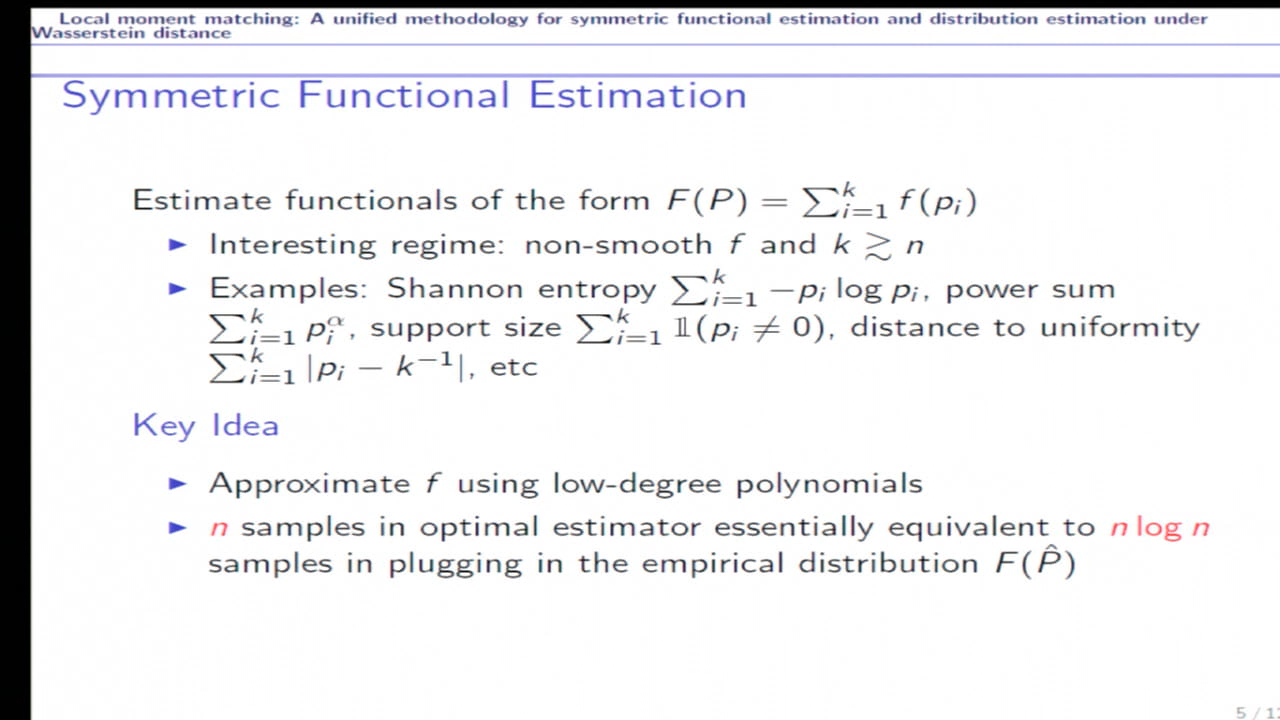 Local moment matching: A unified methodology for symmetric functional estimation and distribution estimation under
Wasserstein distance
Symmetric Functional Estimation
Estimate functionals of the form F(P) = ∑ᵏᵢ₌₁ f(pᵢ)
► Interesting regime: non-smooth f and k ≳ n
► Examples: Shannon entropy ∑ᵏᵢ₌₁ −pᵢ log pᵢ, power sum
∑ᵏᵢ₌₁ pᵢ^α, support size ∑ᵏᵢ₌₁ 𝟙(pᵢ ≠ 0), distance to uniformity
∑ᵏᵢ₌₁ |pᵢ − k⁻¹|, etc
Key Idea
► Approximate f using low-degree polynomials
► n samples in optimal estimator essentially equivalent to n log n
samples in plugging in the empirical distribution F(P̂)
5 /